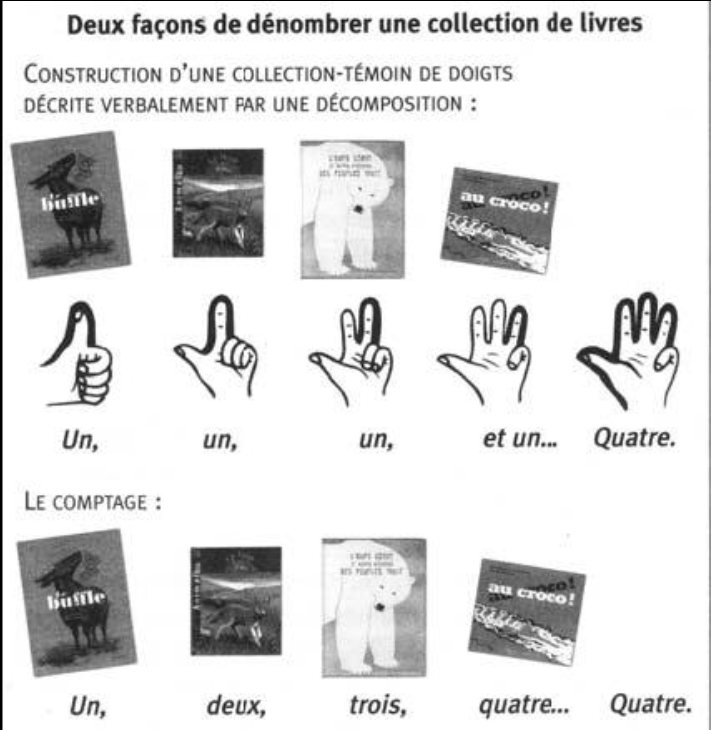 Deux façons de dénombrer une collection de livres
CONSTRUCTION D'UNE COLLECTION-TÉMOIN DE DOIGTS
DÉCRITE VERBALEMENT PAR UNE DÉCOMPOSITION :
buffle
au croco!
Un, un, un, et un... Quatre.
LE COMPTAGE :
buffle
au croco!
Un, deux, trois, quatre... Quatre.